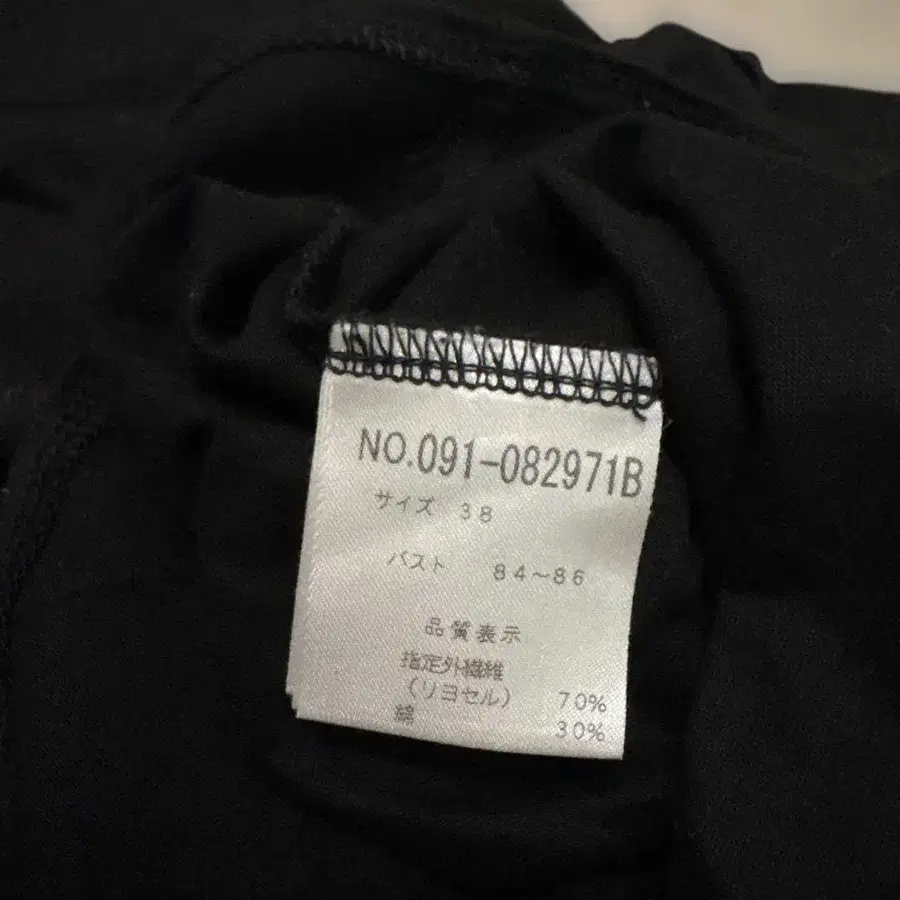 NO.091-082971B
サイズ 38
バスト 84～86
品質表示
指定外繊維
(リヨセル) 70%
綿 30%